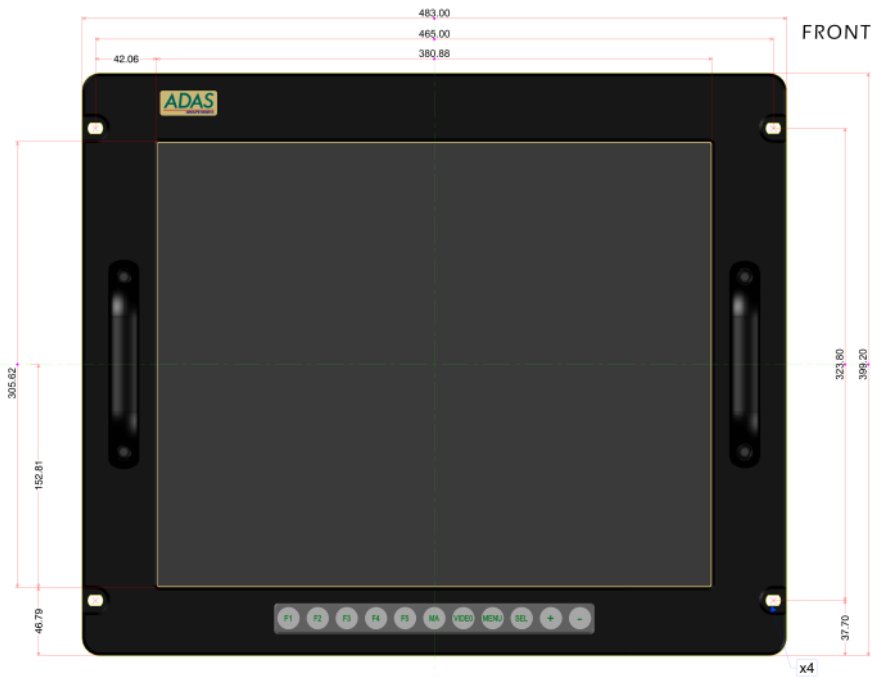 483.00
FRONT
465.00
42.06
380.88
ADAS
305.62
152.81
46.79
323.80
399.20
37.70
F1 F2 F3 F4 F5 MA VIDEO MENU SEL + -
x4